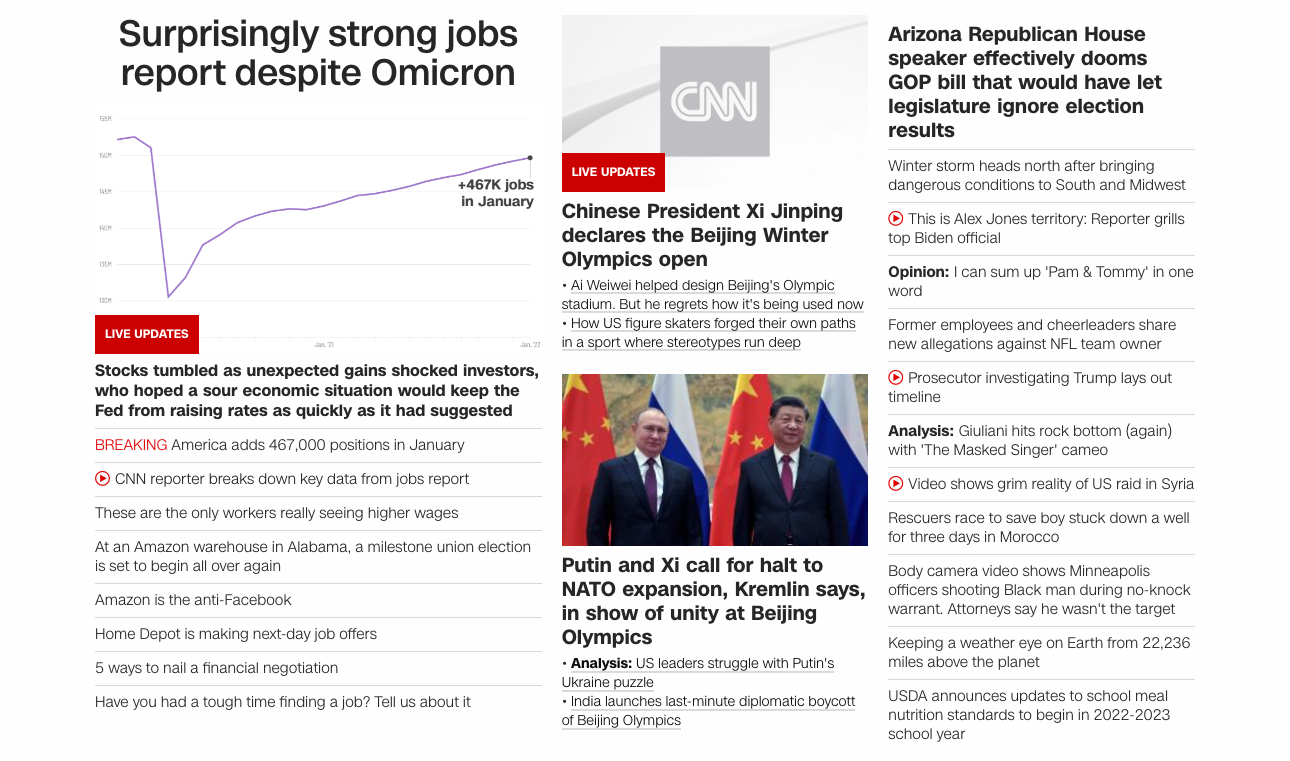 Surprisingly strong jobs
report despite Omicron
155M
150M
145M
140M
135M
130M
+467K jobs
in January
Jan. '21
Jan. '22
LIVE UPDATES
Stocks tumbled as unexpected gains shocked investors,
who hoped a sour economic situation would keep the
Fed from raising rates as quickly as it had suggested
BREAKING America adds 467,000 positions in January
CNN reporter breaks down key data from jobs report
These are the only workers really seeing higher wages
At an Amazon warehouse in Alabama, a milestone union election
is set to begin all over again
Amazon is the anti-Facebook
Home Depot is making next-day job offers
5 ways to nail a financial negotiation
Have you had a tough time finding a job? Tell us about it
CNN
LIVE UPDATES
Chinese President Xi Jinping
declares the Beijing Winter
Olympics open
• Ai Weiwei helped design Beijing's Olympic
stadium. But he regrets how it's being used now
• How US figure skaters forged their own paths
in a sport where stereotypes run deep
Putin and Xi call for halt to
NATO expansion, Kremlin says,
in show of unity at Beijing
Olympics
• Analysis: US leaders struggle with Putin's
Ukraine puzzle
• India launches last-minute diplomatic boycott
of Beijing Olympics
Arizona Republican House
speaker effectively dooms
GOP bill that would have let
legislature ignore election
results
Winter storm heads north after bringing
dangerous conditions to South and Midwest
This is Alex Jones territory: Reporter grills
top Biden official
Opinion: I can sum up 'Pam & Tommy' in one
word
Former employees and cheerleaders share
new allegations against NFL team owner
Prosecutor investigating Trump lays out
timeline
Analysis: Giuliani hits rock bottom (again)
with 'The Masked Singer' cameo
Video shows grim reality of US raid in Syria
Rescuers race to save boy stuck down a well
for three days in Morocco
Body camera video shows Minneapolis
officers shooting Black man during no-knock
warrant. Attorneys say he wasn't the target
Keeping a weather eye on Earth from 22,236
miles above the planet
USDA announces updates to school meal
nutrition standards to begin in 2022-2023
school year